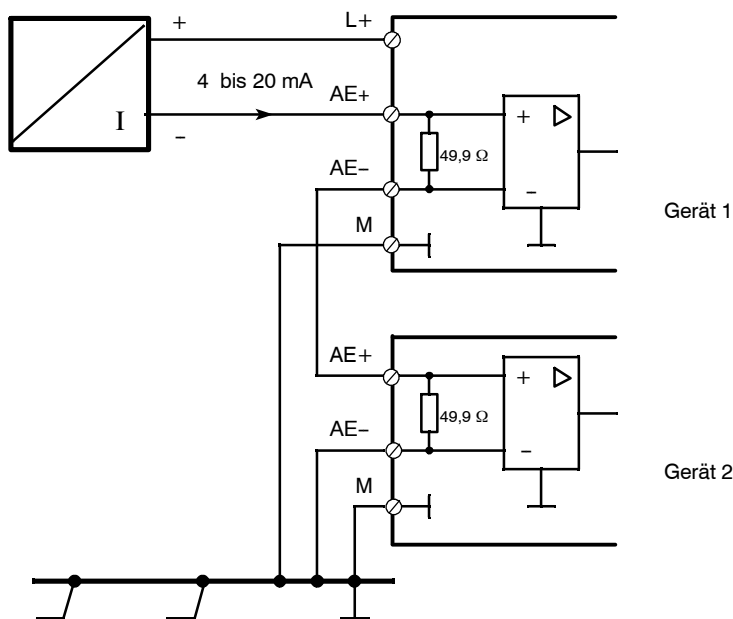 +
L+
4 bis 20 mA
AE+
I
–
+
49,9 Ω
AE–
–
Gerät 1
M
AE+
+
49,9 Ω
AE–
–
Gerät 2
M